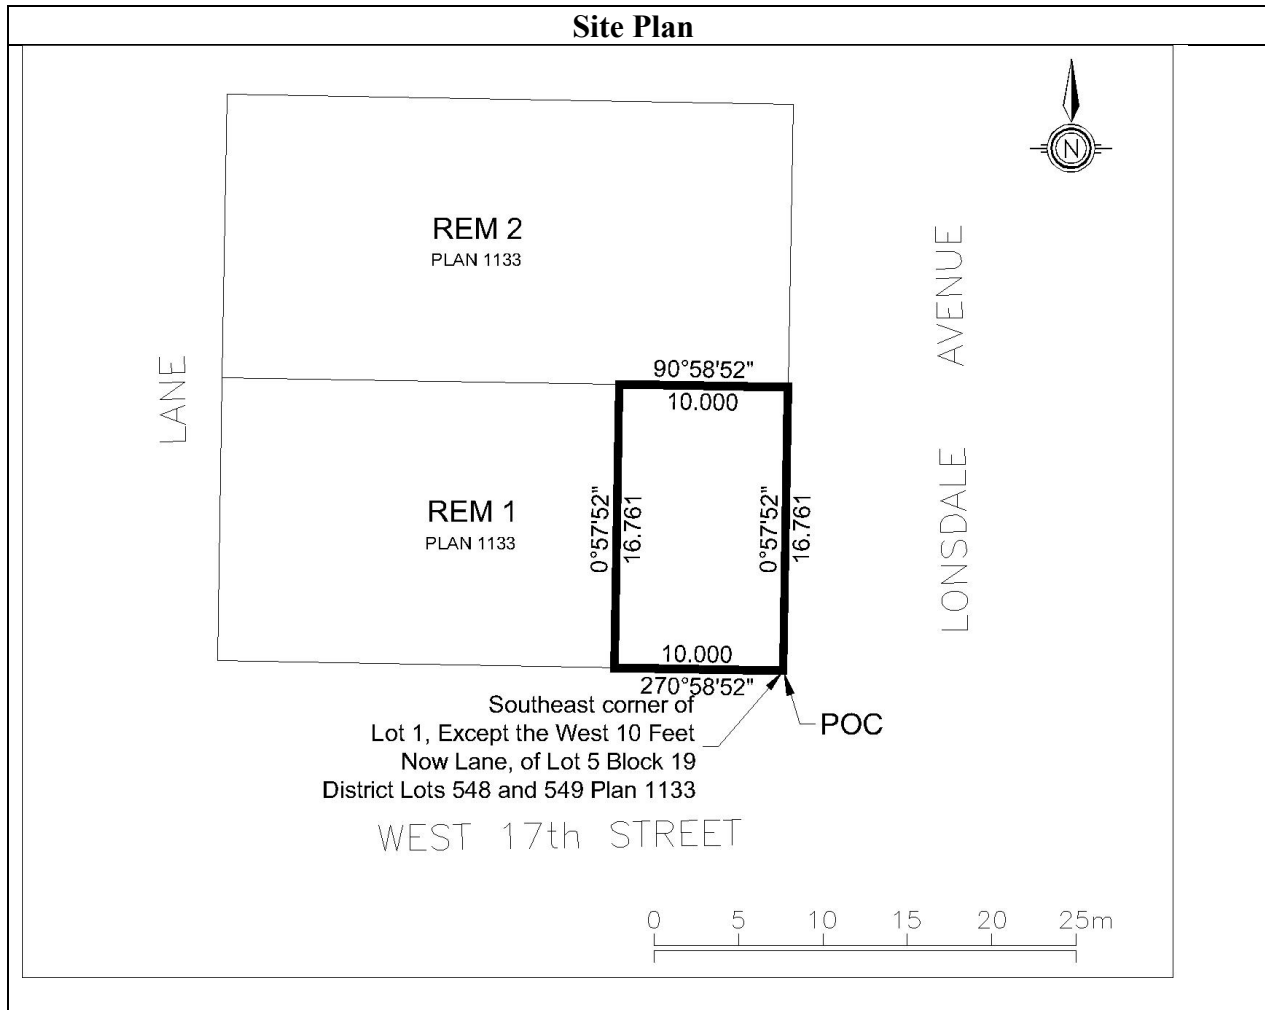 Site Plan
N
REM 2
PLAN 1133
LONSDALE AVENUE
LANE
90°58'52"
10.000
REM 1
PLAN 1133
0°57'52"
16.761
0°57'52"
16.761
10.000
270°58'52"
Southeast corner of
Lot 1, Except the West 10 Feet
Now Lane, of Lot 5 Block 19
District Lots 548 and 549 Plan 1133
POC
WEST 17th STREET
0 5 10 15 20 25m